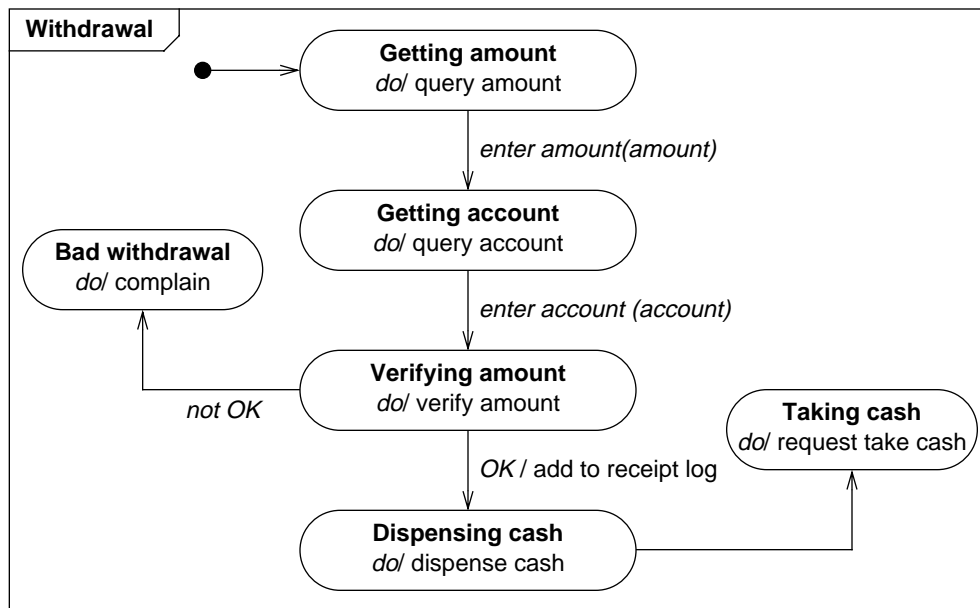 Withdrawal
Getting amount
do/ query amount
enter amount(amount)
Getting account
do/ query account
Bad withdrawal
do/ complain
enter account (account)
Verifying amount
do/ verify amount
not OK
Taking cash
do/ request take cash
OK / add to receipt log
Dispensing cash
do/ dispense cash